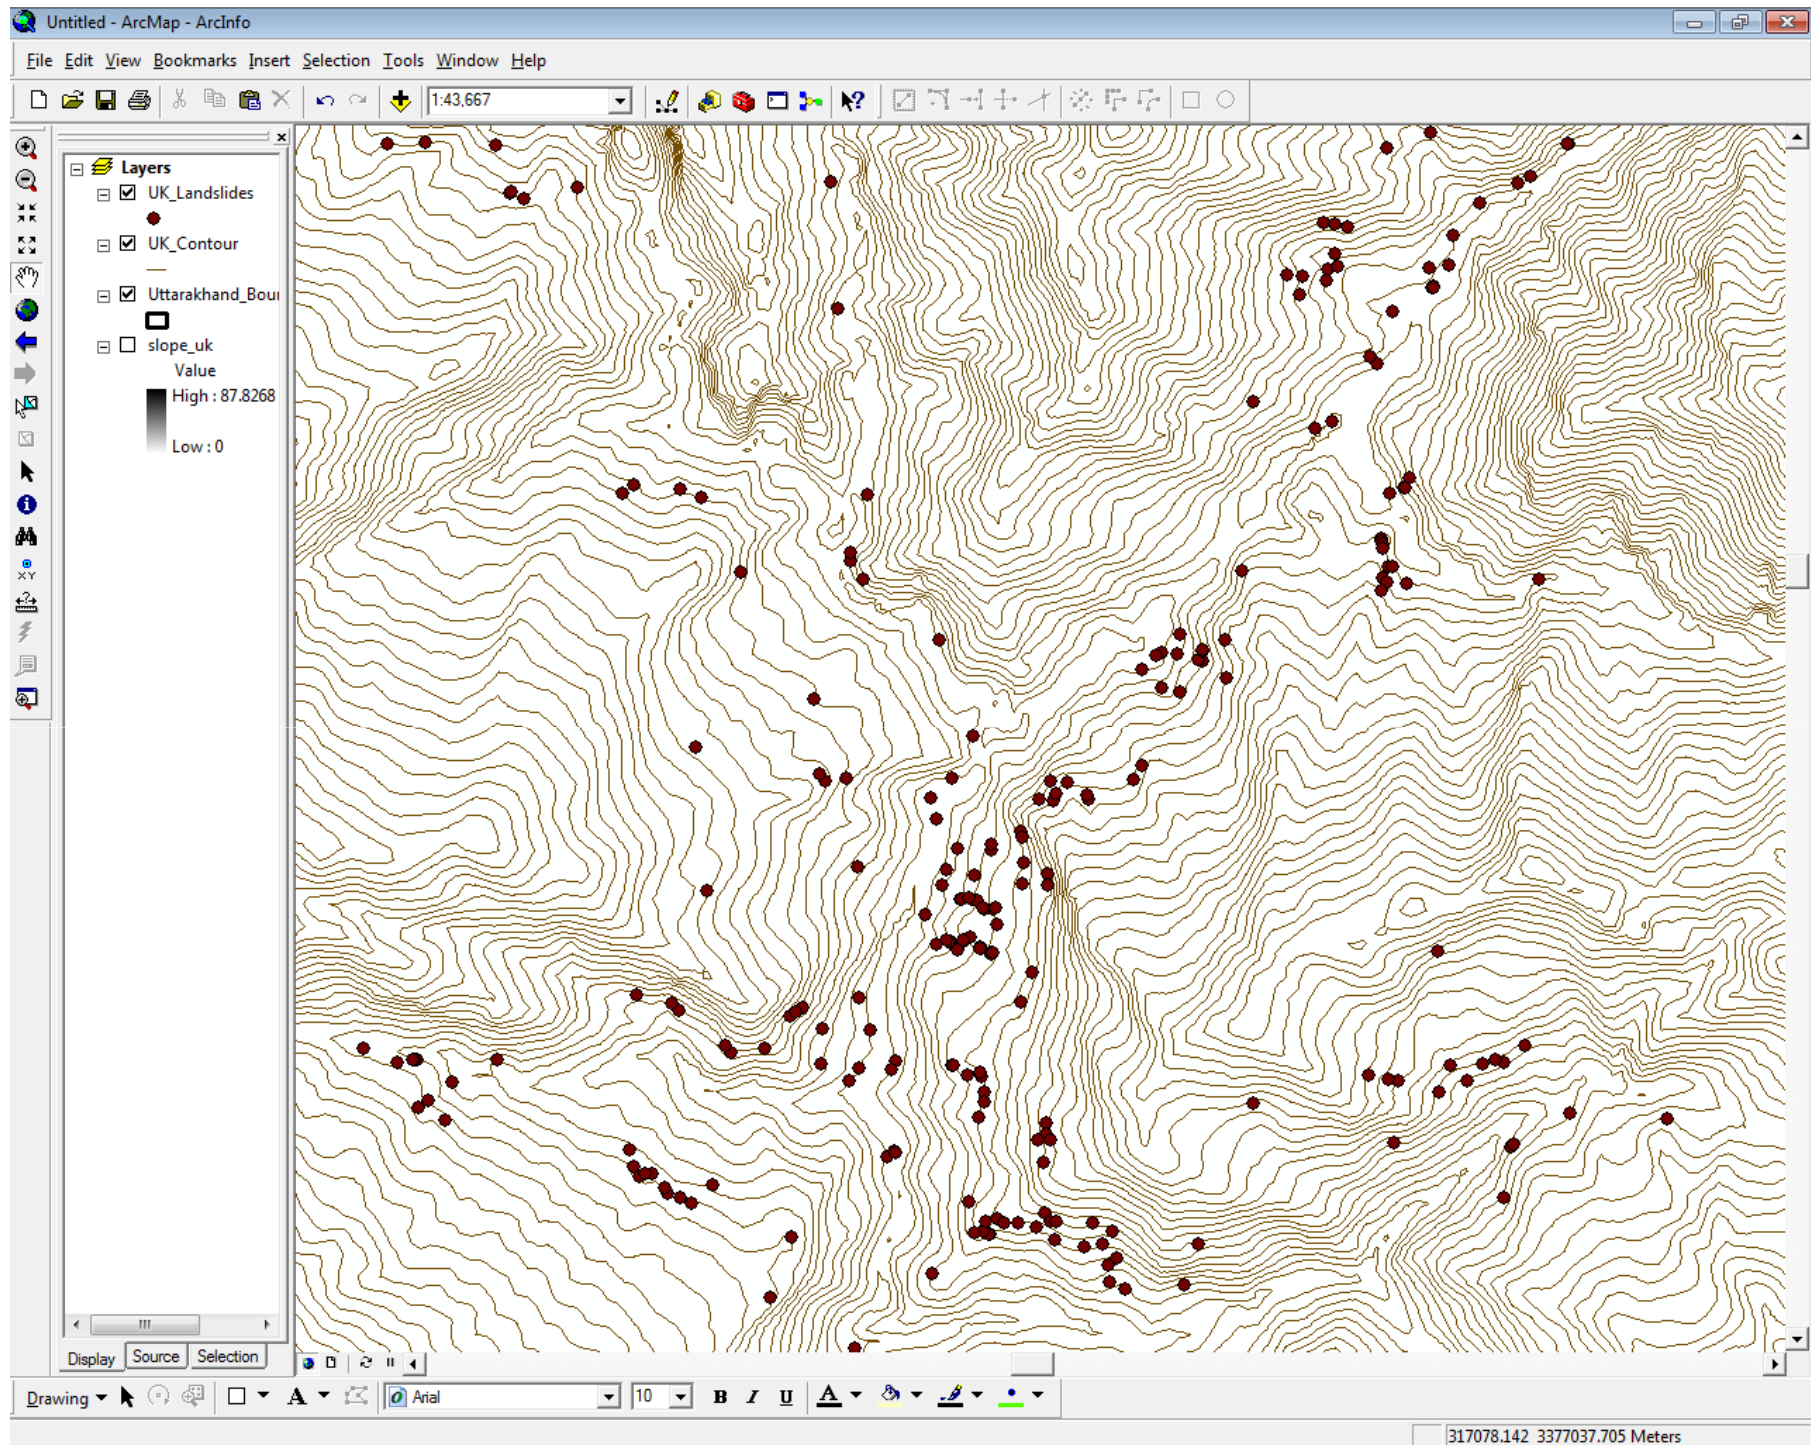 Untitled - ArcMap - ArcInfo
File Edit View Bookmarks Insert Selection Tools Window Help
1:43,667
Layers
UK_Landslides
UK_Contour
Uttarakhand_Bou
slope_uk
Value
High : 87.8268
Low : 0
XY
Display Source Selection
Drawing A Arial 10 B I U A
317078.142 3377037.705 Meters